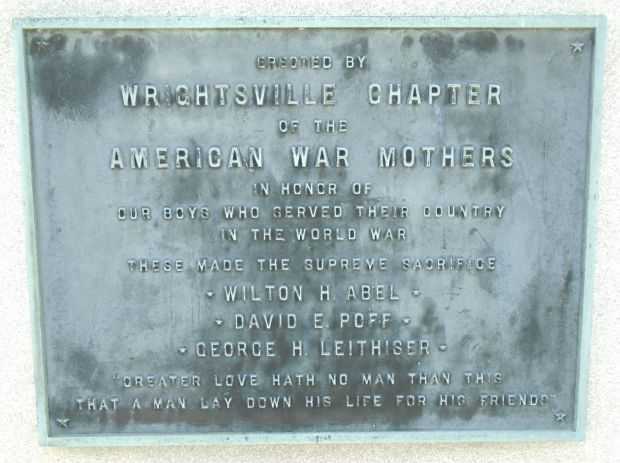 ERECTED BY
WRIGHTSVILLE CHAPTER
OF THE
AMERICAN WAR MOTHERS
IN HONOR OF
OUR BOYS WHO SERVED THEIR COUNTRY
IN THE WORLD WAR
THESE MADE THE SUPREME SACRIFICE
WILTON H. ABEL
DAVID E. POFF
GEORGE H. LEITHISER
"GREATER LOVE HATH NO MAN THAN THIS
THAT A MAN LAY DOWN HIS LIFE FOR HIS FRIENDS"